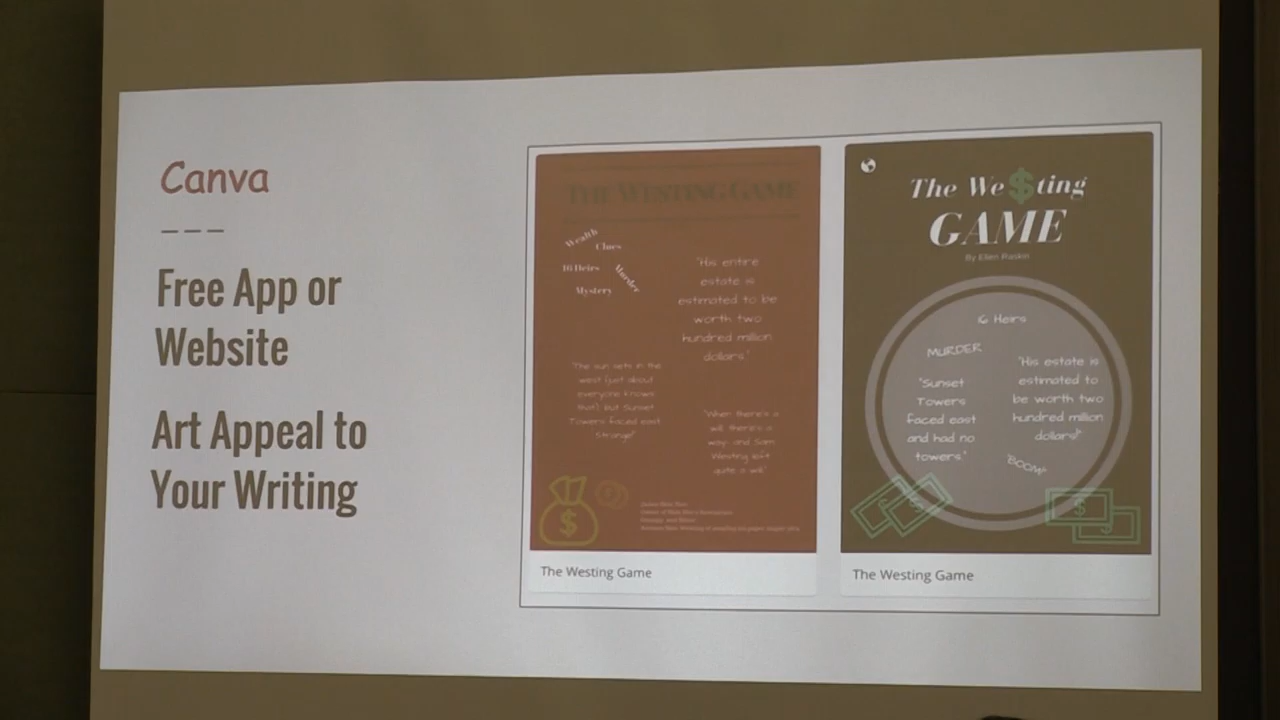 Canva
Free App or
Website
Art Appeal to
Your Writing
THE WESTING GAME
Wealth
Clues
16 Heirs
Murder
Mystery
"His entire
estate is
estimated to be
worth two
hundred million
dollars."
"The sun sets in the
west (just about
everyone knows
that) but Sunset
Towers faced east.
Strange!"
"When there's a
will, there's a
way- and Sam
Westing left
quite a will."
The Westing Game
The We$ting
GAME
By Ellen Raskin
16 Heirs
MURDER
"Sunset
Towers
faced east
and had no
towers."
"His estate is
estimated to
be worth two
hundred million
dollars!"
"BOOM!"
The Westing Game